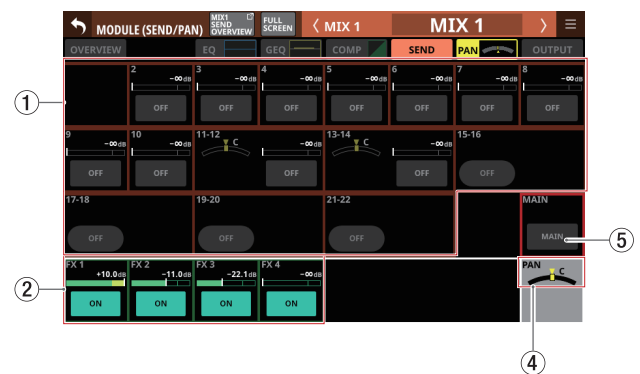 MODULE (SEND/PAN) MIX1 SEND OVERVIEW FULL SCREEN MIX 1 MIX 1
OVERVIEW EQ GEQ COMP SEND PAN OUTPUT
2 3 4 5 6 7 8
-∞dB -∞dB -∞dB -∞dB -∞dB -∞dB -∞dB
1
OFF OFF OFF OFF OFF OFF OFF
9 10 11-12 13-14 15-16
-∞dB -∞dB C -∞dB C -∞dB
OFF OFF OFF OFF OFF
17-18 19-20 21-22 MAIN
OFF OFF OFF MAIN 5
FX 1 FX 2 FX 3 FX 4 PAN
+10.0dB -11.0dB -22.1dB -∞dB C
2
ON ON ON ON
4